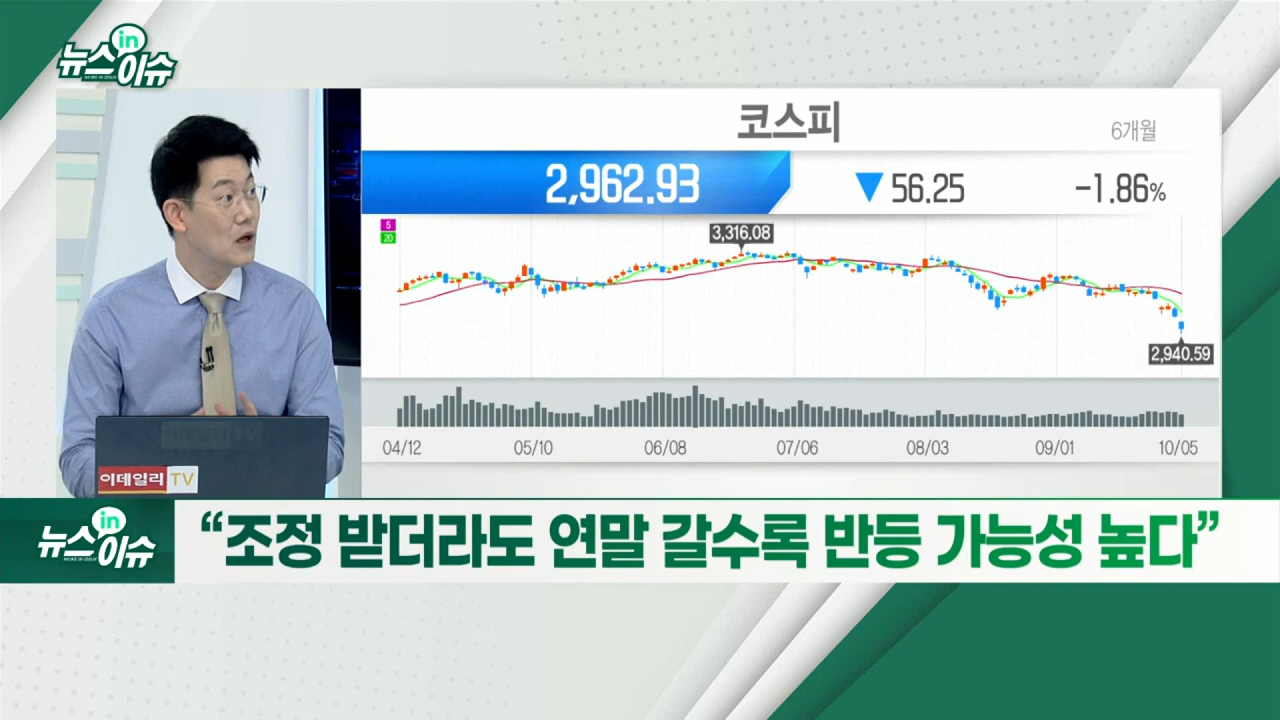 뉴스in이슈
코스피
6개월
2,962.93 ▼ 56.25 -1.86%
5
20
3,316.08
2,940.59
04/12 05/10 06/08 07/06 08/03 09/01 10/05
이데일리TV
뉴스in이슈
“조정 받더라도 연말 갈수록 반등 가능성 높다”